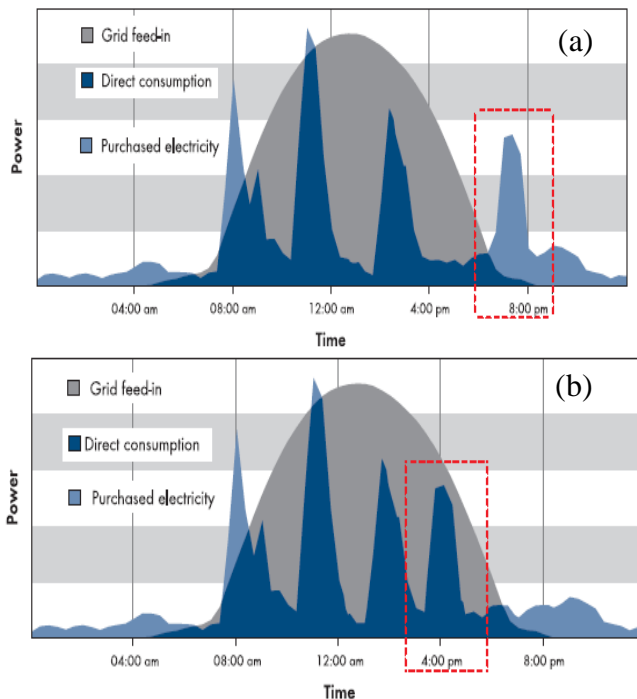 (a)
Grid feed-in
Direct consumption
Purchased electricity
Power
04:00 am 08:00 am 12:00 am 4:00 pm 8:00 pm
Time
(b)
Grid feed-in
Direct consumption
Purchased electricity
Power
04:00 am 08:00 am 12:00 am 4:00 pm 8:00 pm
Time